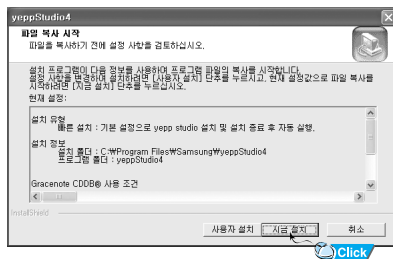 yeppStudio4
파일 복사 시작
파일을 복사하기 전에 설정 사항을 검토하십시오.
설치 프로그램이 다음 정보를 사용하여 프로그램 파일의 복사를 시작합니다.
설정 사항을 변경하여 설치하려면 [사용자 설치] 단추를 누르시고, 현재 설정값으로 파일 복사를
시작하려면 [지금 설치] 단추를 누르십시오.
현재 설정:
설치 유형
빠른 설치 : 기본 설정으로 yepp studio 설치 및 설치 종료 후 자동 실행.
설치 정보
설치 폴더 : C:₩Program Files₩Samsung₩yeppStudio4
프로그램 폴더 : yeppStudio4
Gracenote CDDB® 사용 조건
InstallShield
사용자 설치 지금 설치 취소
Click